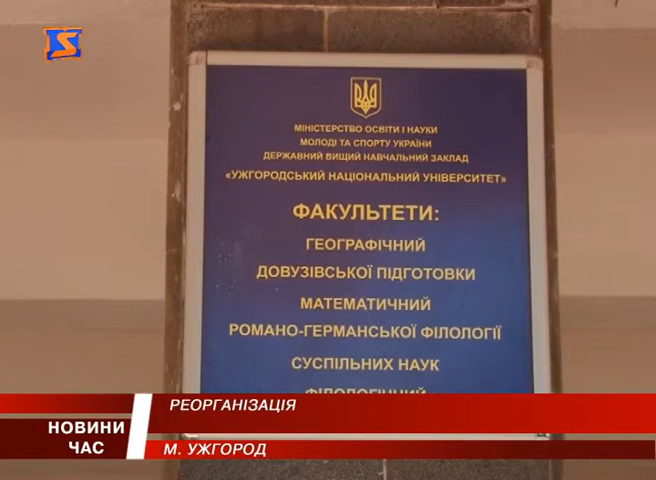 МІНІСТЕРСТВО ОСВІТИ І НАУКИ
МОЛОДІ ТА СПОРТУ УКРАЇНИ
ДЕРЖАВНИЙ ВИЩИЙ НАВЧАЛЬНИЙ ЗАКЛАД
«УЖГОРОДСЬКИЙ НАЦІОНАЛЬНИЙ УНІВЕРСИТЕТ»
ФАКУЛЬТЕТИ:
ГЕОГРАФІЧНИЙ
ДОВУЗІВСЬКОЇ ПІДГОТОВКИ
МАТЕМАТИЧНИЙ
РОМАНО-ГЕРМАНСЬКОЇ ФІЛОЛОГІЇ
СУСПІЛЬНИХ НАУК
ФІЛОЛОГІЧНИЙ
РЕОРГАНІЗАЦІЯ
НОВИНИ
ЧАС
М. УЖГОРОД